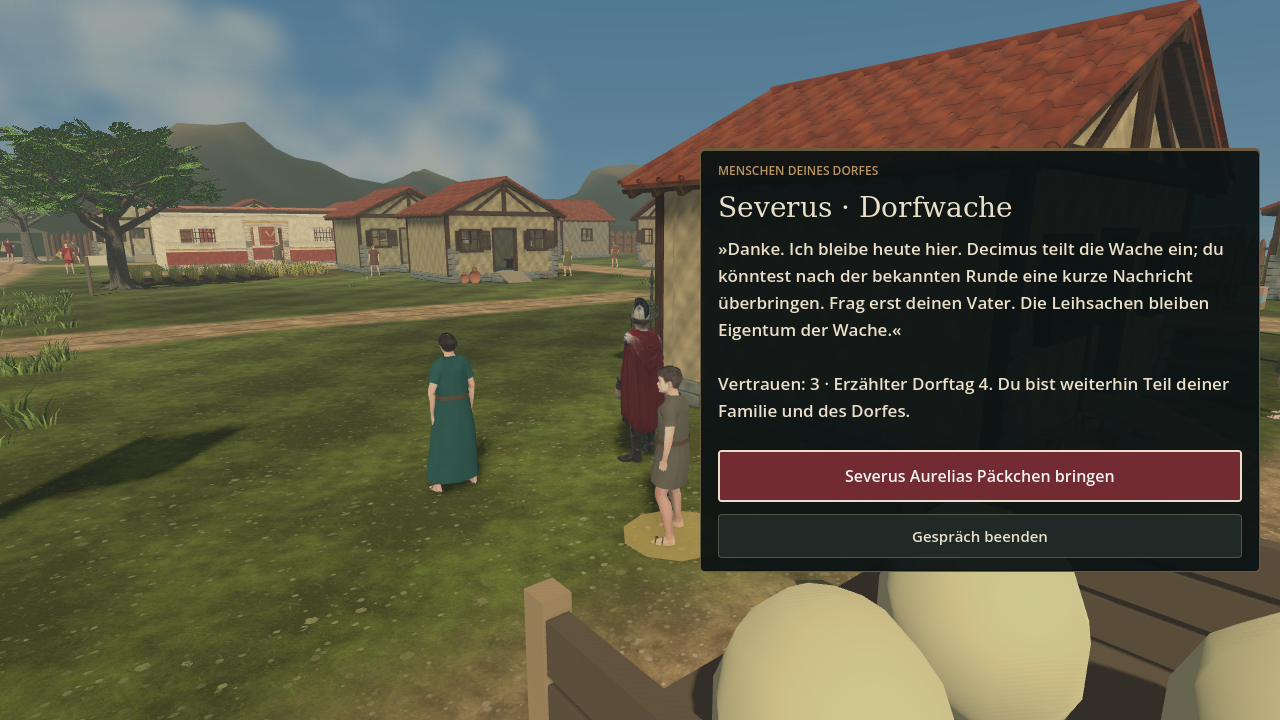 MENSCHEN DEINES DORFES
Severus · Dorfwache
»Danke. Ich bleibe heute hier. Decimus teilt die Wache ein; du
könntest nach der bekannten Runde eine kurze Nachricht
überbringen. Frag erst deinen Vater. Die Leihsachen bleiben
Eigentum der Wache.«
Vertrauen: 3 · Erzählter Dorftag 4. Du bist weiterhin Teil deiner
Familie und des Dorfes.
Severus Aurelias Päckchen bringen
Gespräch beenden